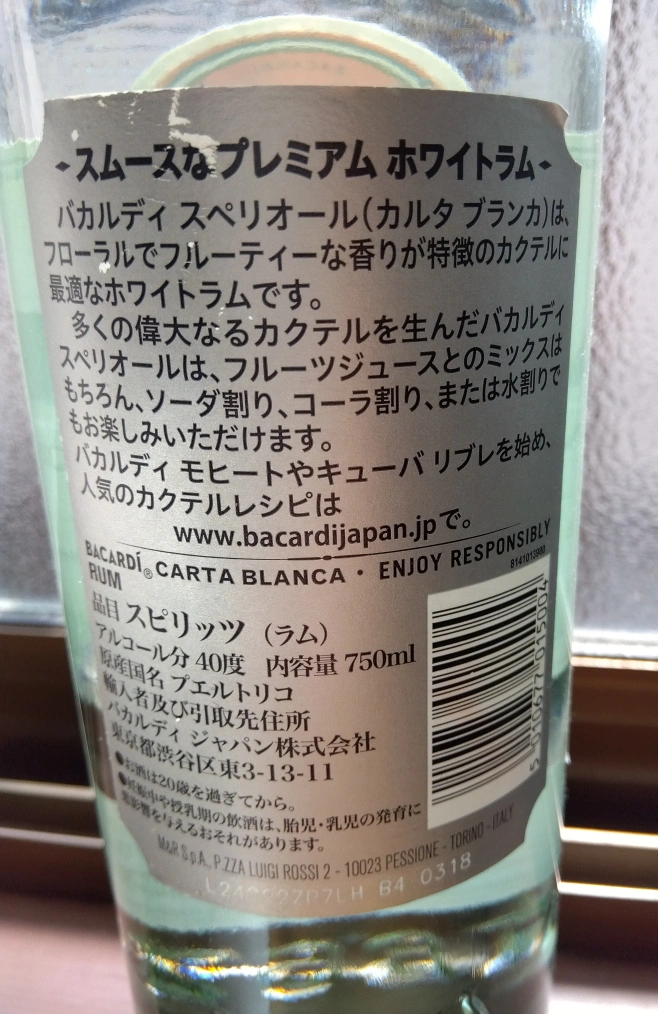 スムースなプレミアム ホワイトラム
バカルディ スペリオール(カルタ ブランカ)は、
フローラルでフルーティーな香りが特徴のカクテルに
最適なホワイトラムです。
多くの偉大なるカクテルを生んだバカルディ
スペリオールは、フルーツジュースとのミックスは
もちろん、ソーダ割り、コーラ割り、または水割りで
もお楽しみいただけます。
バカルディ モヒートやキューバ リブレを始め、
人気のカクテルレシピは
www.bacardijapan.jpで。
BACARDÍ RUM ® CARTA BLANCA・ENJOY RESPONSIBLY
品目 スピリッツ (ラム)
アルコール分 40度 内容量 750ml
原産国名 プエルトリコ
輸入者及び引取先住所
バカルディ ジャパン株式会社
東京都渋谷区東3-13-11
●お酒は20歳を過ぎてから。
●妊娠中や授乳期の飲酒は、胎児・乳児の発育に
悪影響を与えるおそれがあります。
5 010677 015004
M&R S.p.A., P.ZZA LUIGI ROSSI 2 - 10023 PESSIONE - TORINO - ITALY
B4 0318